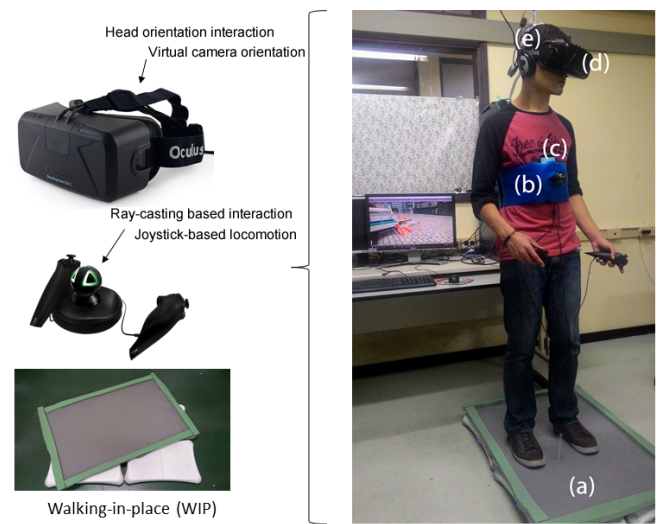 Head orientation interaction
Virtual camera orientation
Oculus
Ray-casting based interaction
Joystick-based locomotion
Walking-in-place (WIP)
(e)
(d)
(c)
(b)
(a)